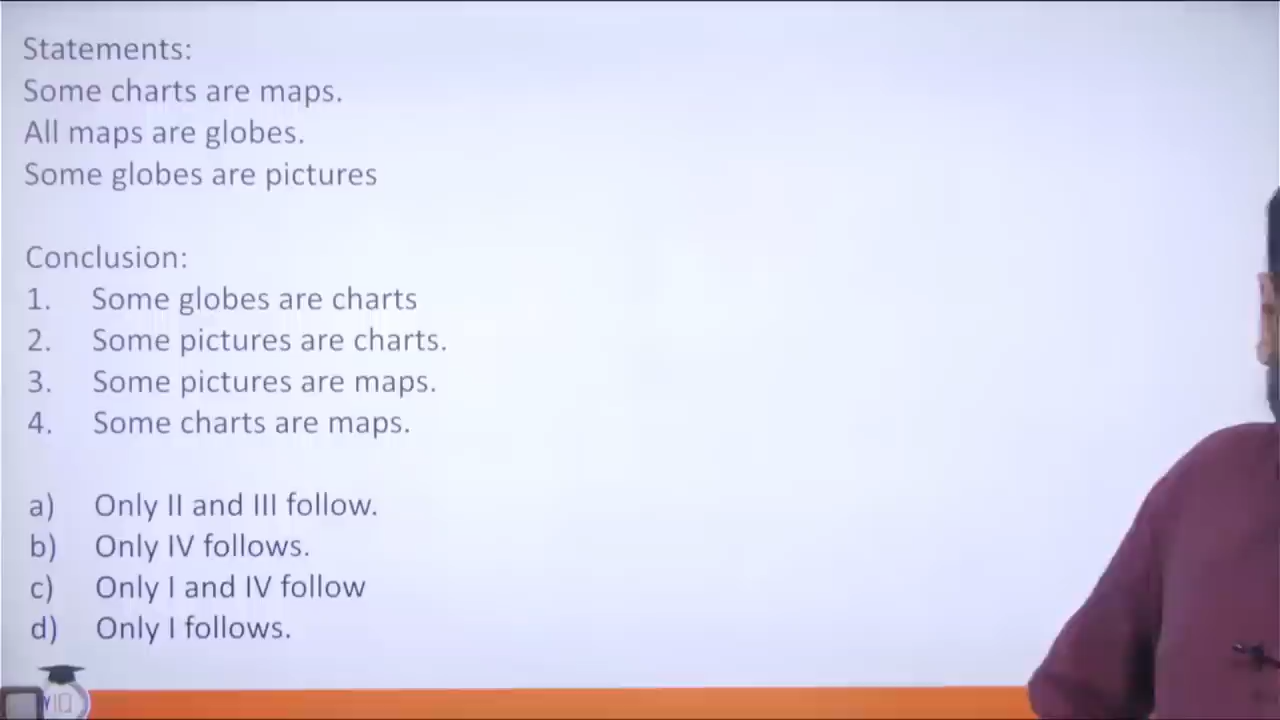 Statements:
Some charts are maps.
All maps are globes.
Some globes are pictures
Conclusion:
1. Some globes are charts
2. Some pictures are charts.
3. Some pictures are maps.
4. Some charts are maps.
a) Only II and III follow.
b) Only IV follows.
c) Only I and IV follow
d) Only I follows.